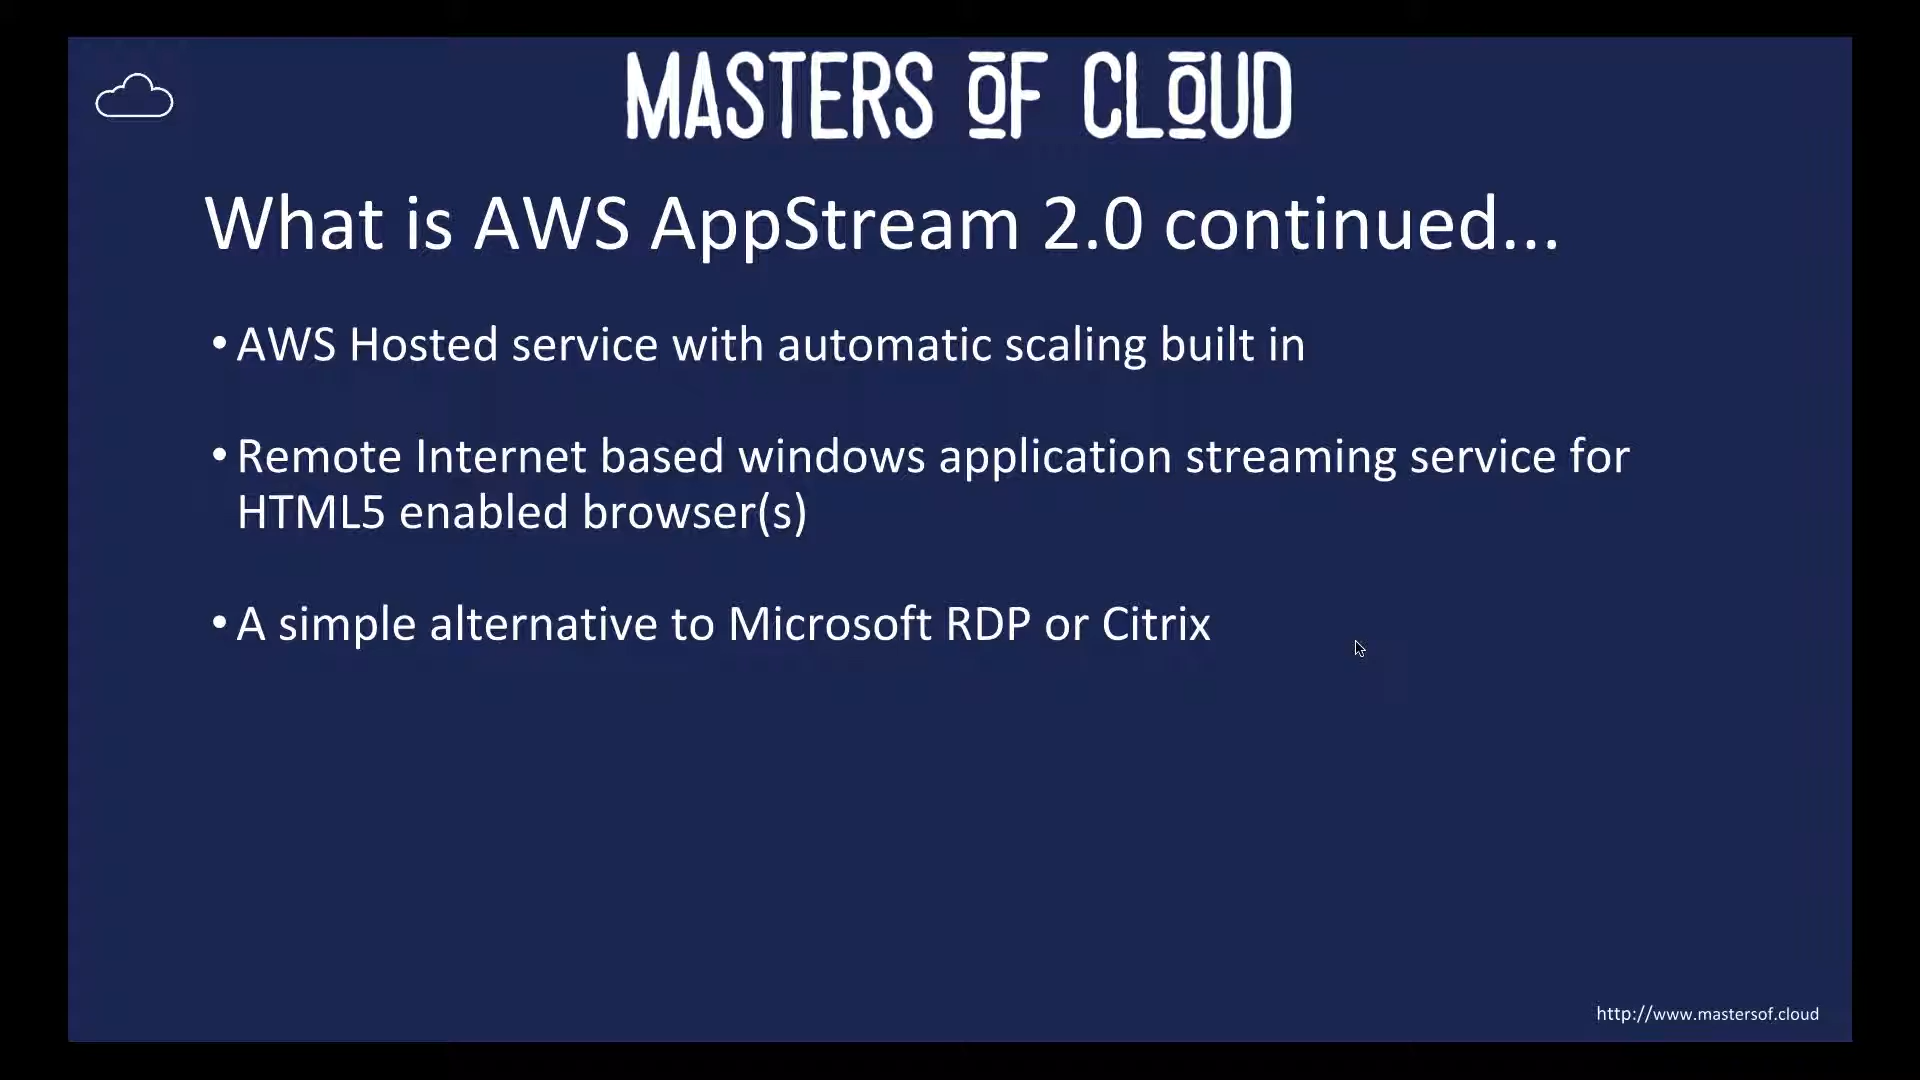 MASTERS OF CLOUD
What is AWS AppStream 2.0 continued...
• AWS Hosted service with automatic scaling built in
• Remote Internet based windows application streaming service for
HTML5 enabled browser(s)
• A simple alternative to Microsoft RDP or Citrix
http://www.mastersof.cloud